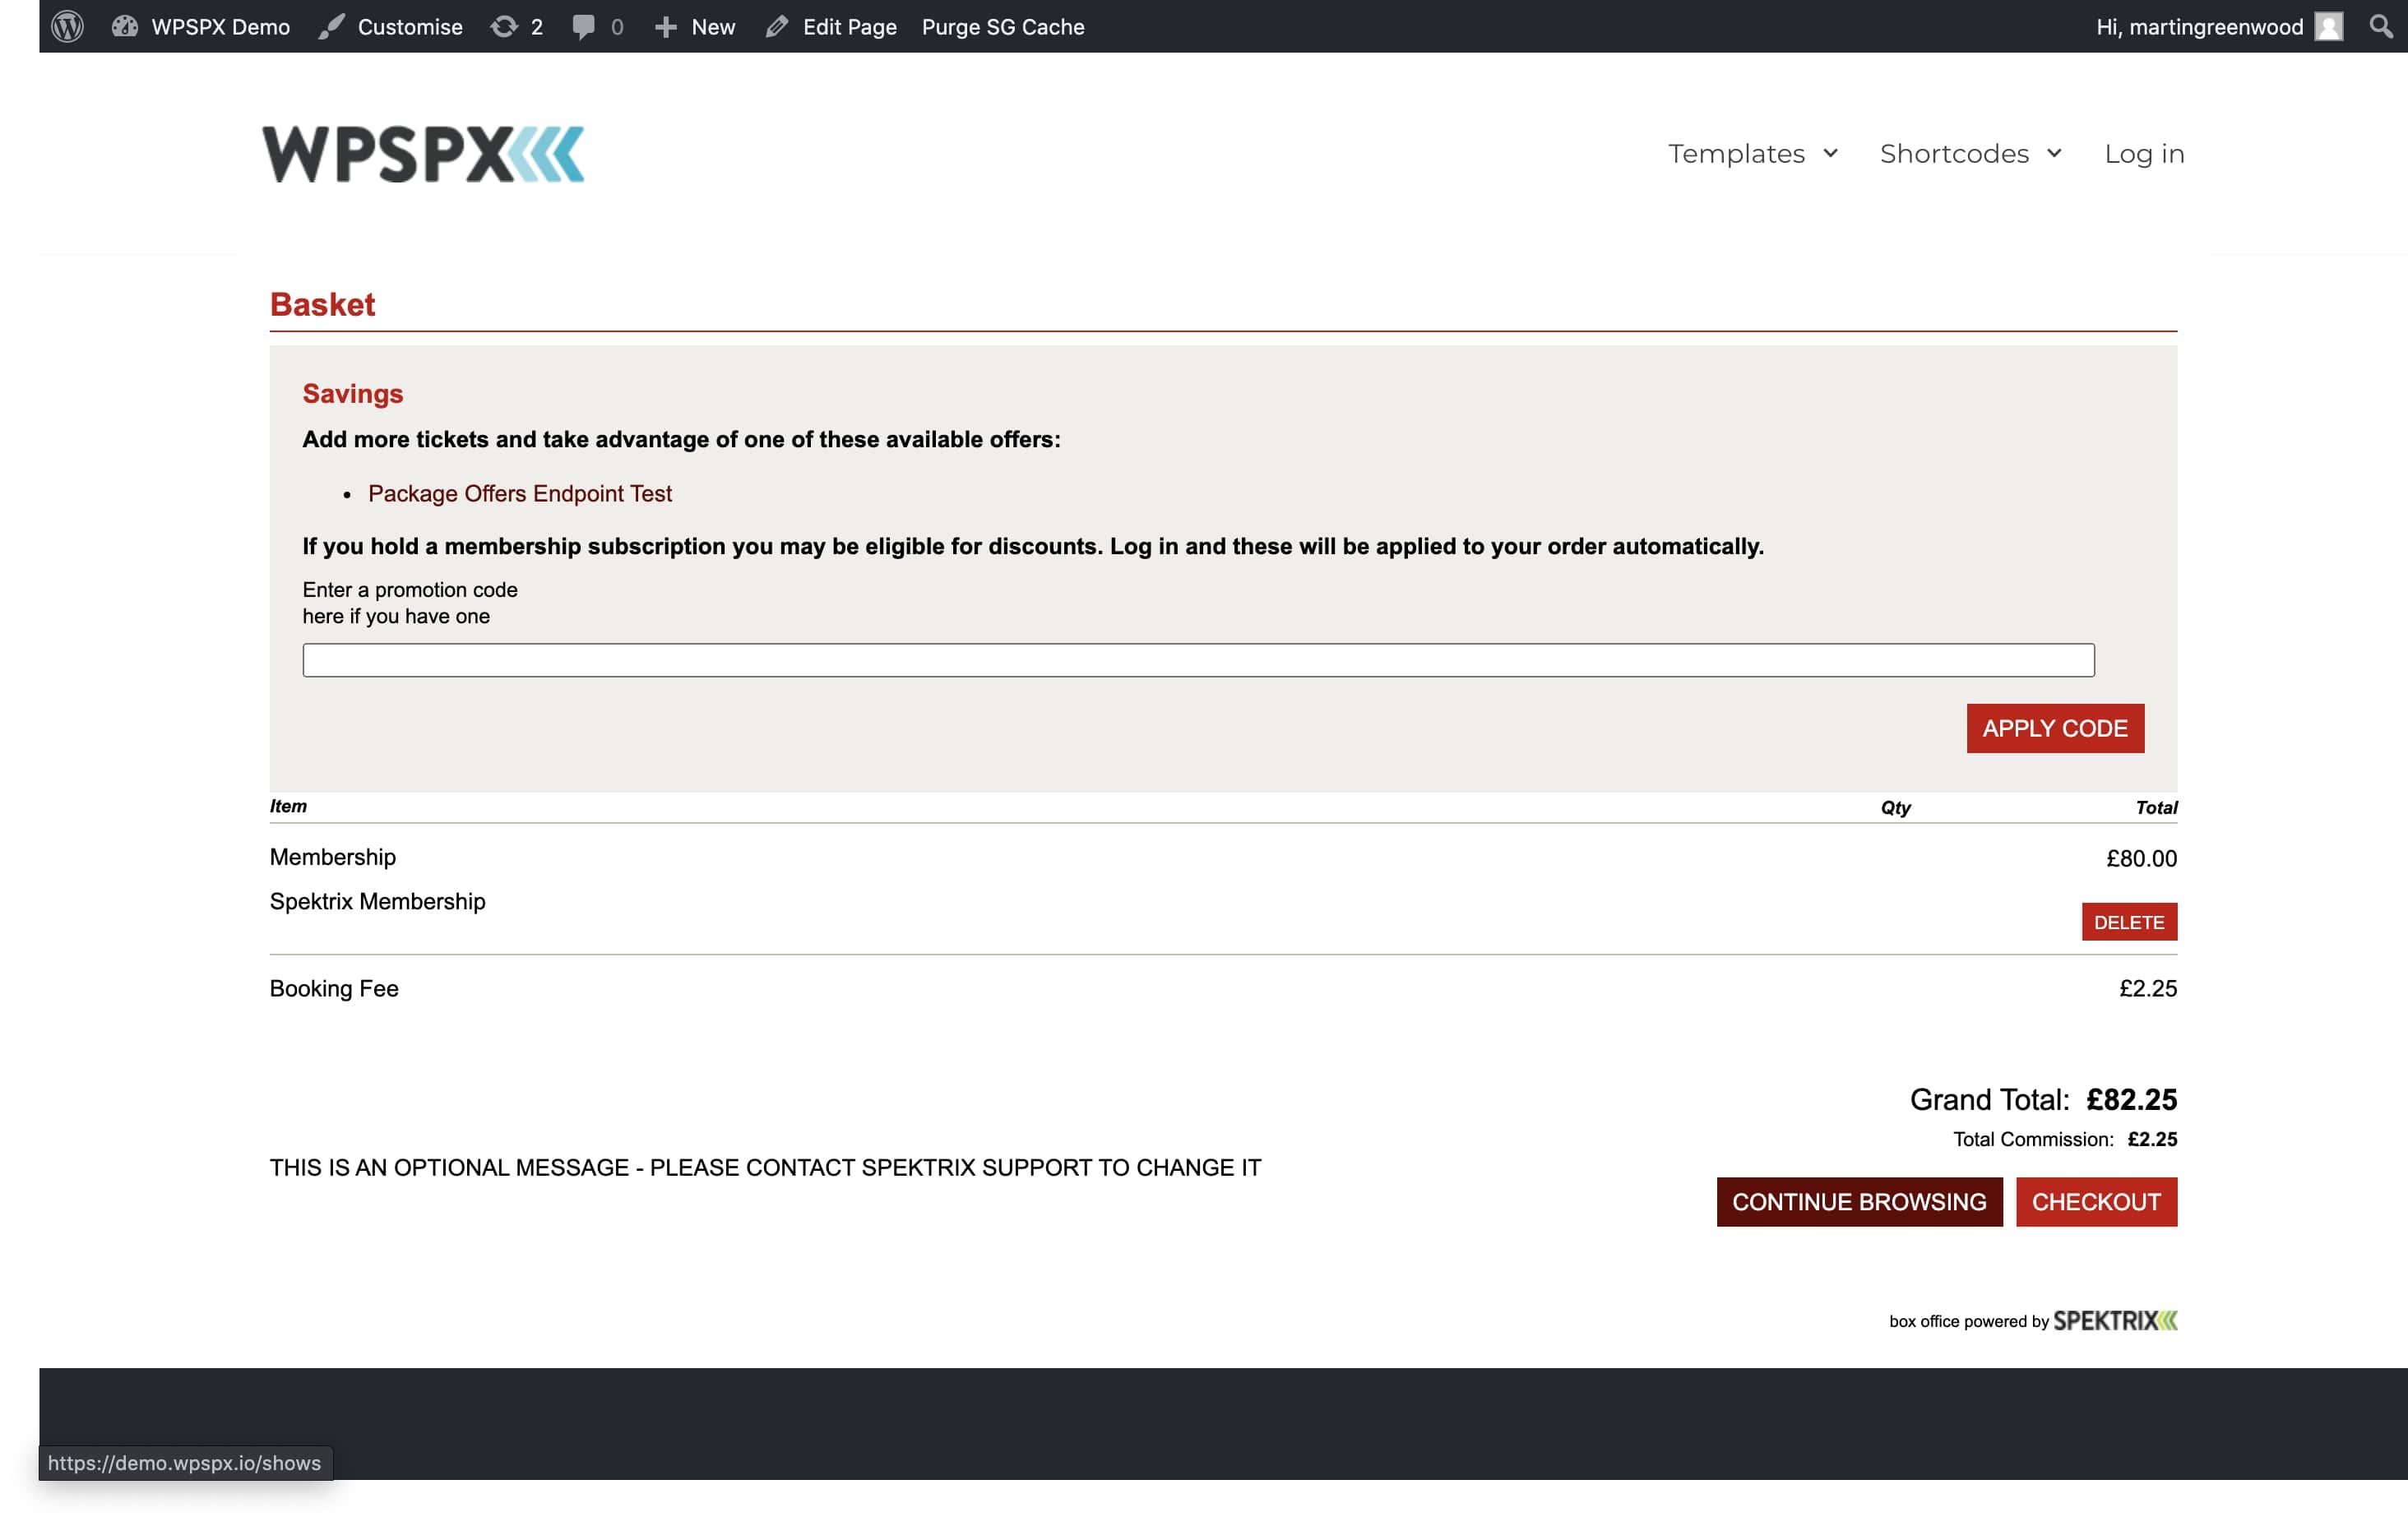 WPSPX Demo Customise 2 0 New Edit Page Purge SG Cache Hi, martingreenwood
WPSPX Templates Shortcodes Log in
Basket
Savings
Add more tickets and take advantage of one of these available offers:
• Package Offers Endpoint Test
If you hold a membership subscription you may be eligible for discounts. Log in and these will be applied to your order automatically.
Enter a promotion code
here if you have one
APPLY CODE
Item Qty Total
Membership £80.00
Spektrix Membership
DELETE
Booking Fee £2.25
Grand Total: £82.25
Total Commission: £2.25
THIS IS AN OPTIONAL MESSAGE - PLEASE CONTACT SPEKTRIX SUPPORT TO CHANGE IT
CONTINUE BROWSING CHECKOUT
box office powered by SPEKTRIX
https://demo.wpspx.io/shows